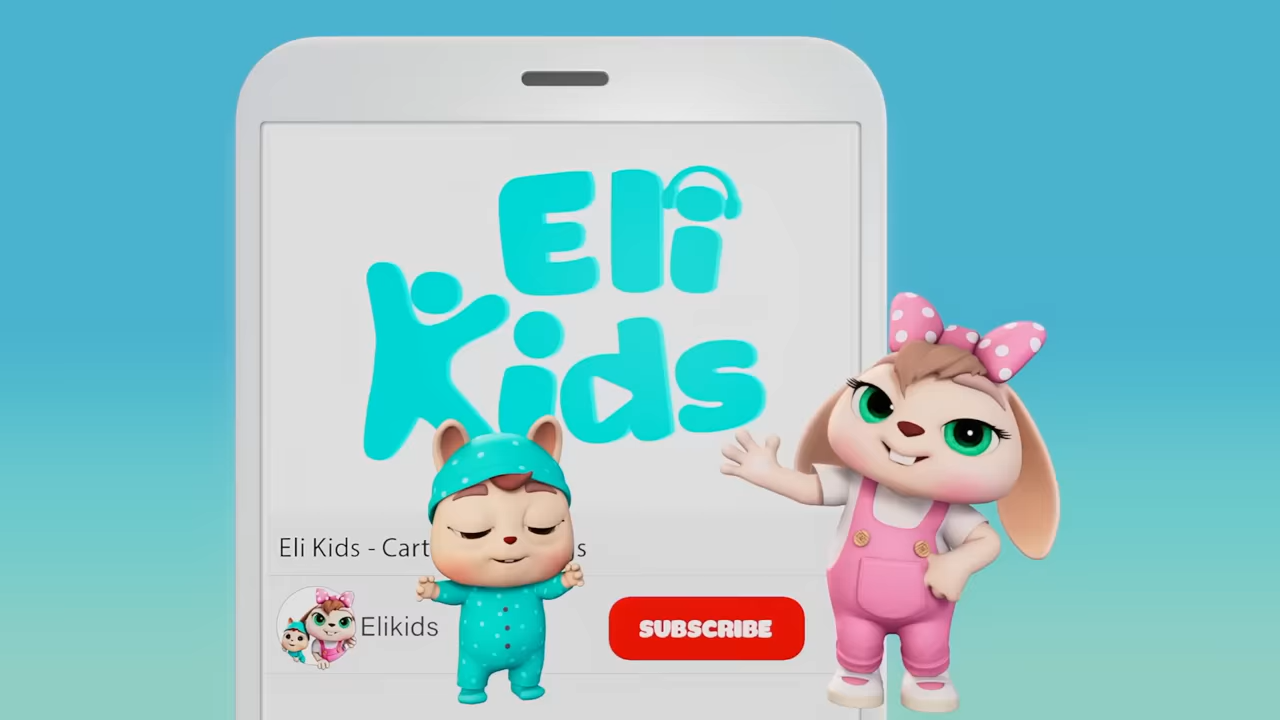 Eli
Kids
Eli Kids - Cart
s
Elikids
SUBSCRIBE